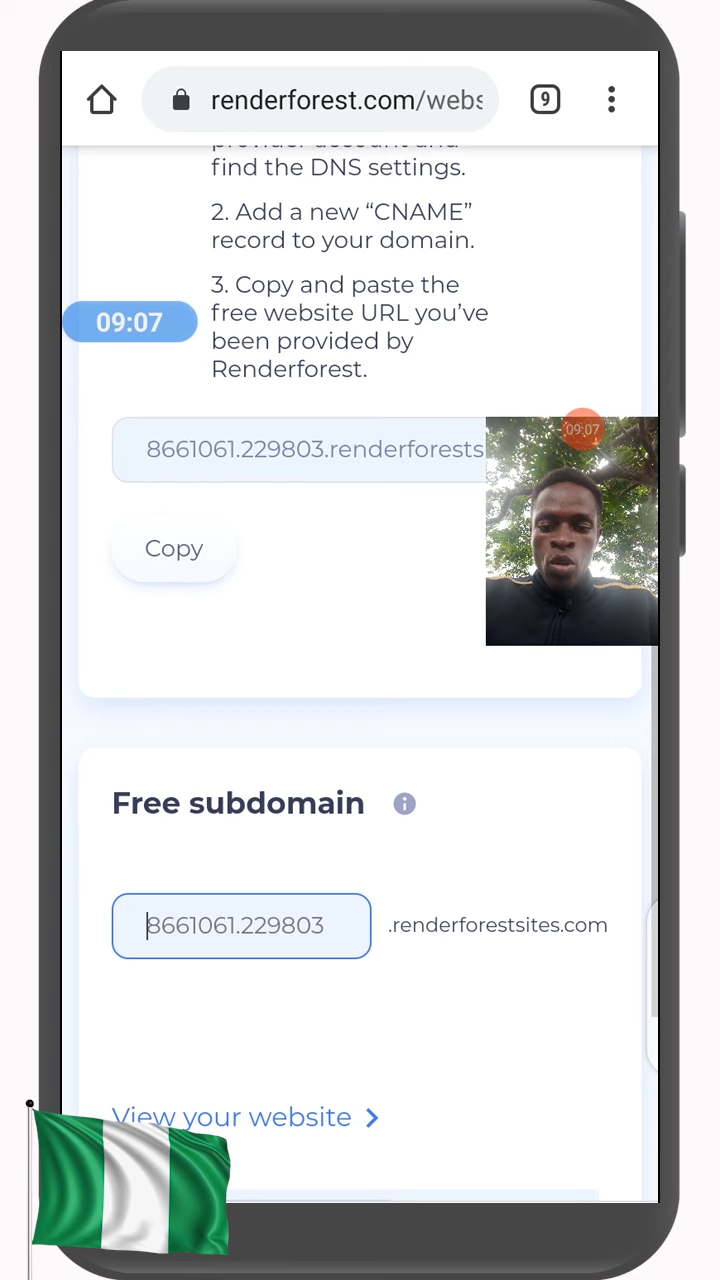 renderforest.com/webs
9
provider account and
find the DNS settings.
2. Add a new “CNAME”
record to your domain.
3. Copy and paste the
free website URL you’ve
been provided by
Renderforest.
09:07
09:07
8661061.229803.renderforests
Copy
Free subdomain
8661061.229803
.renderforestsites.com
View your website